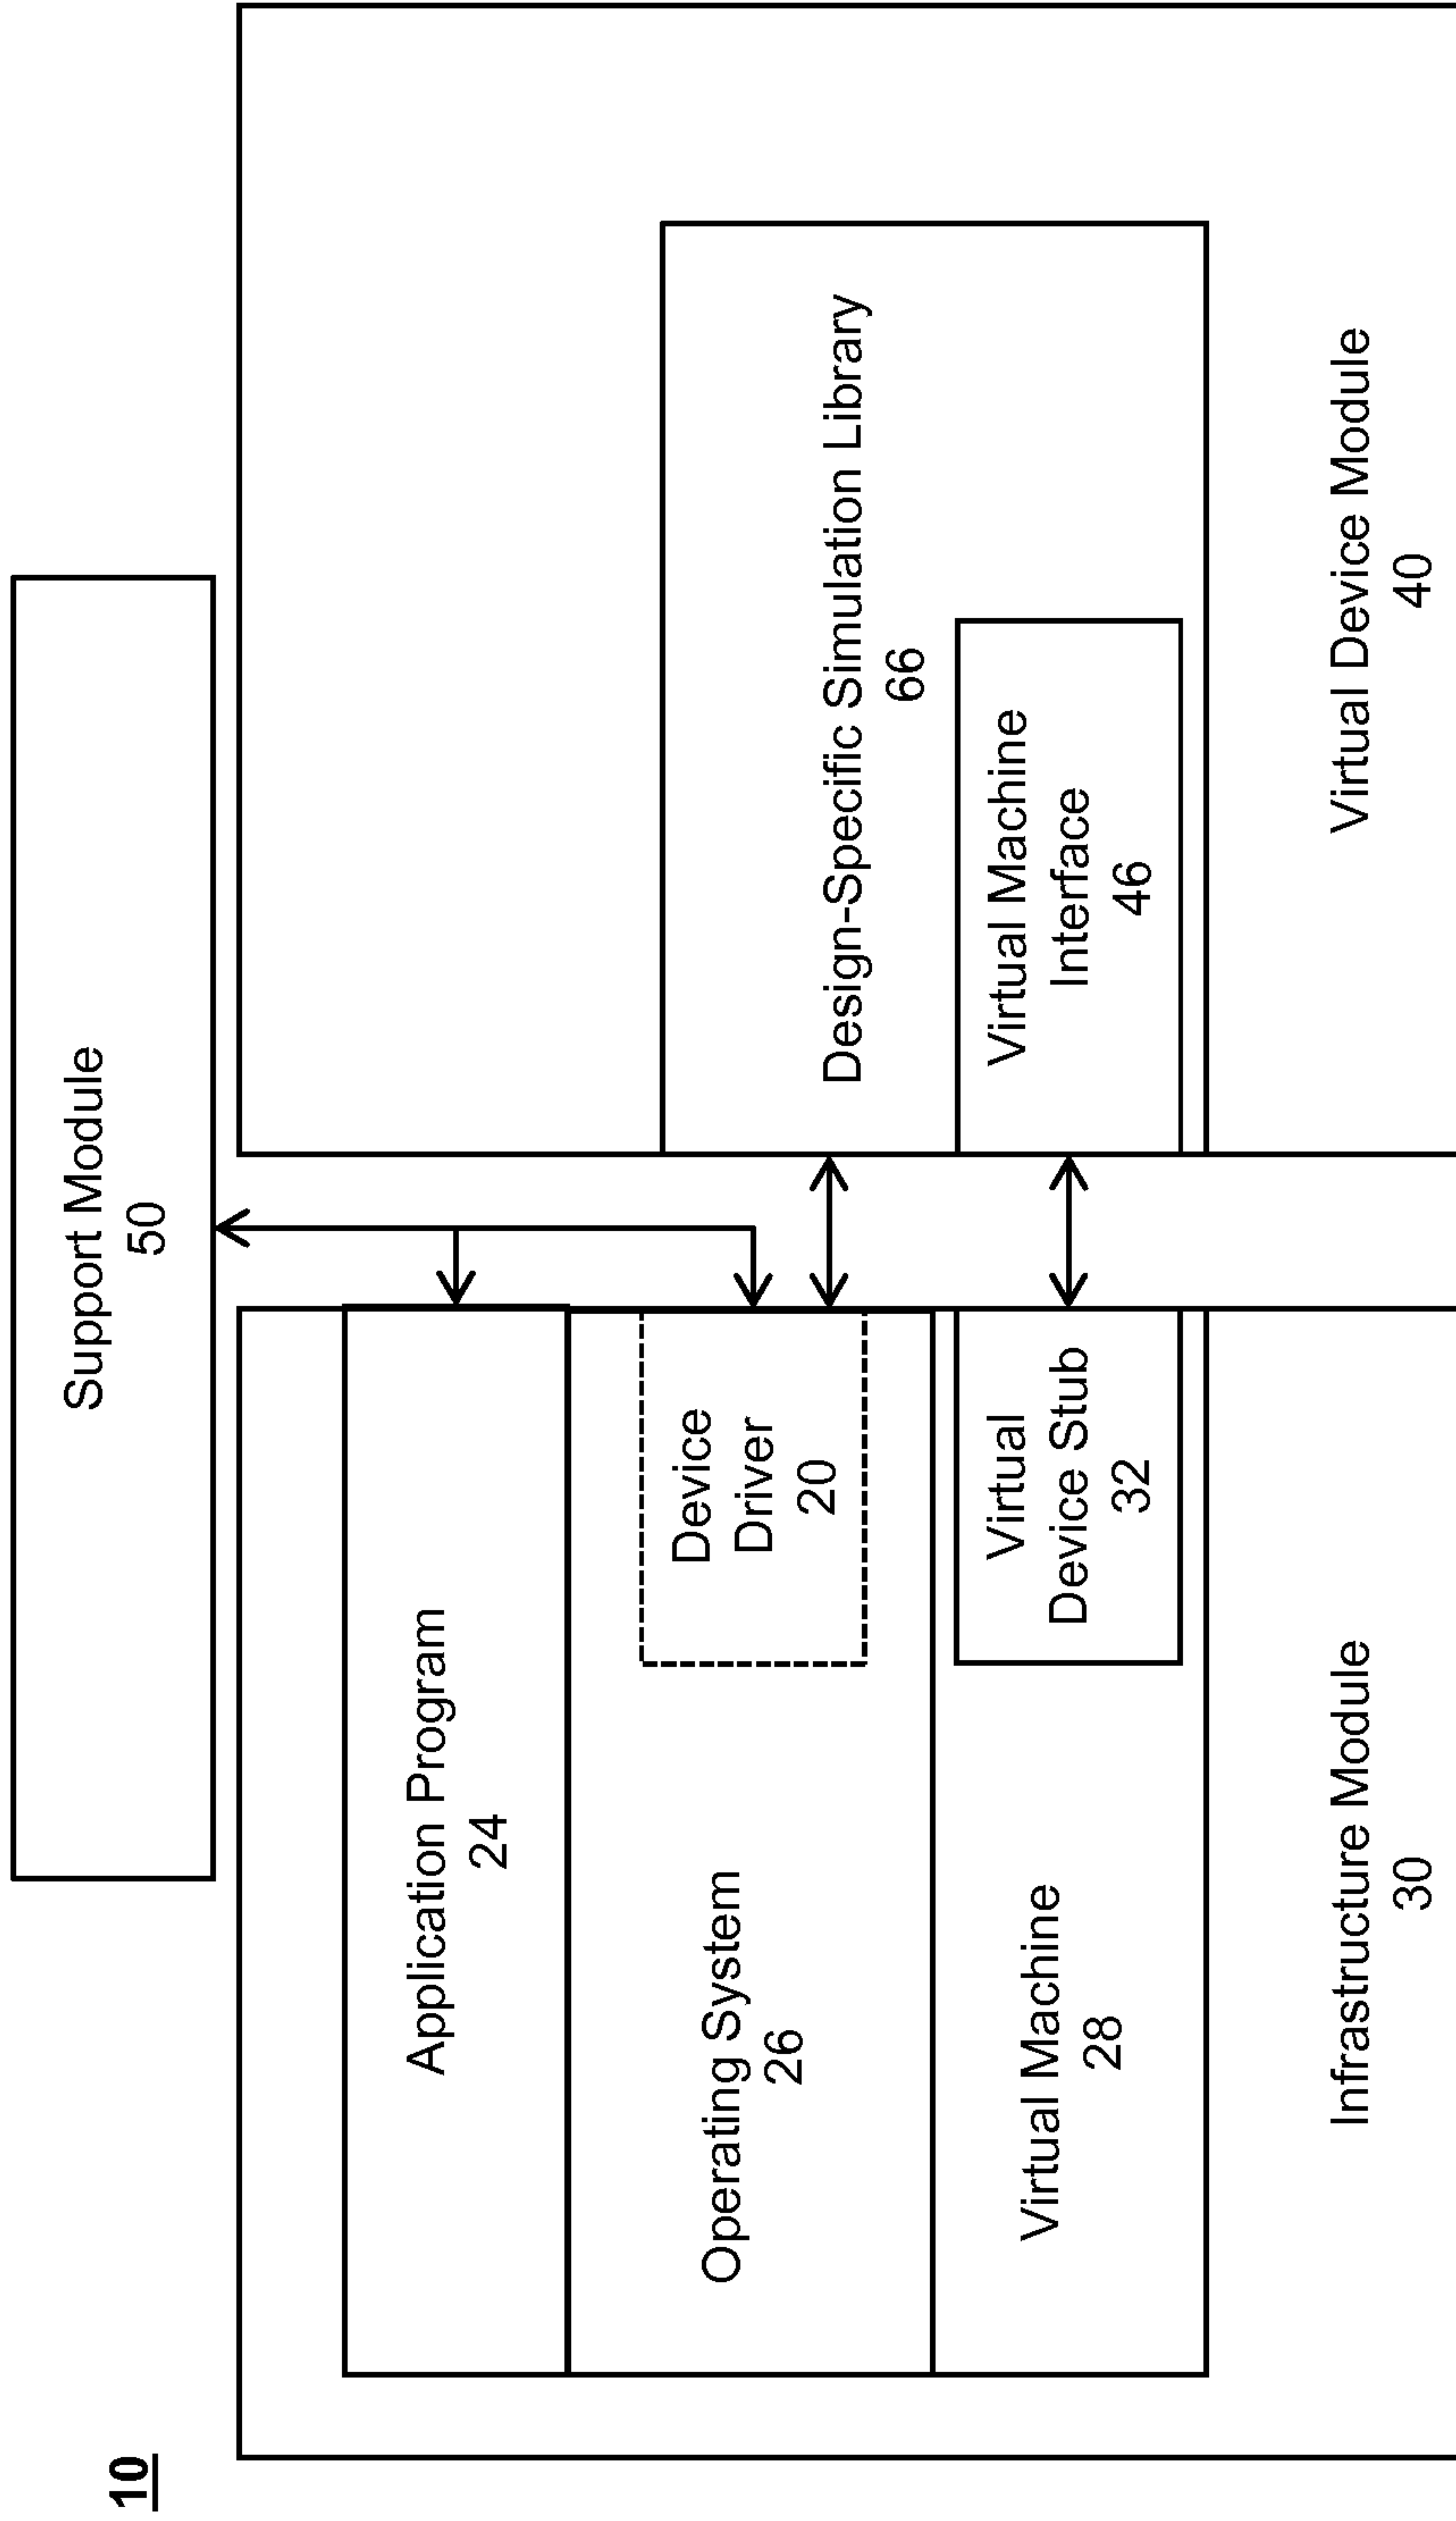 10
Support Module
50
Application Program
24
Operating System
26
Device
Driver
20
Virtual Machine
28
Virtual
Device Stub
32
Infrastructure Module
30
Design-Specific Simulation Library
66
Virtual Machine
Interface
46
Virtual Device Module
40